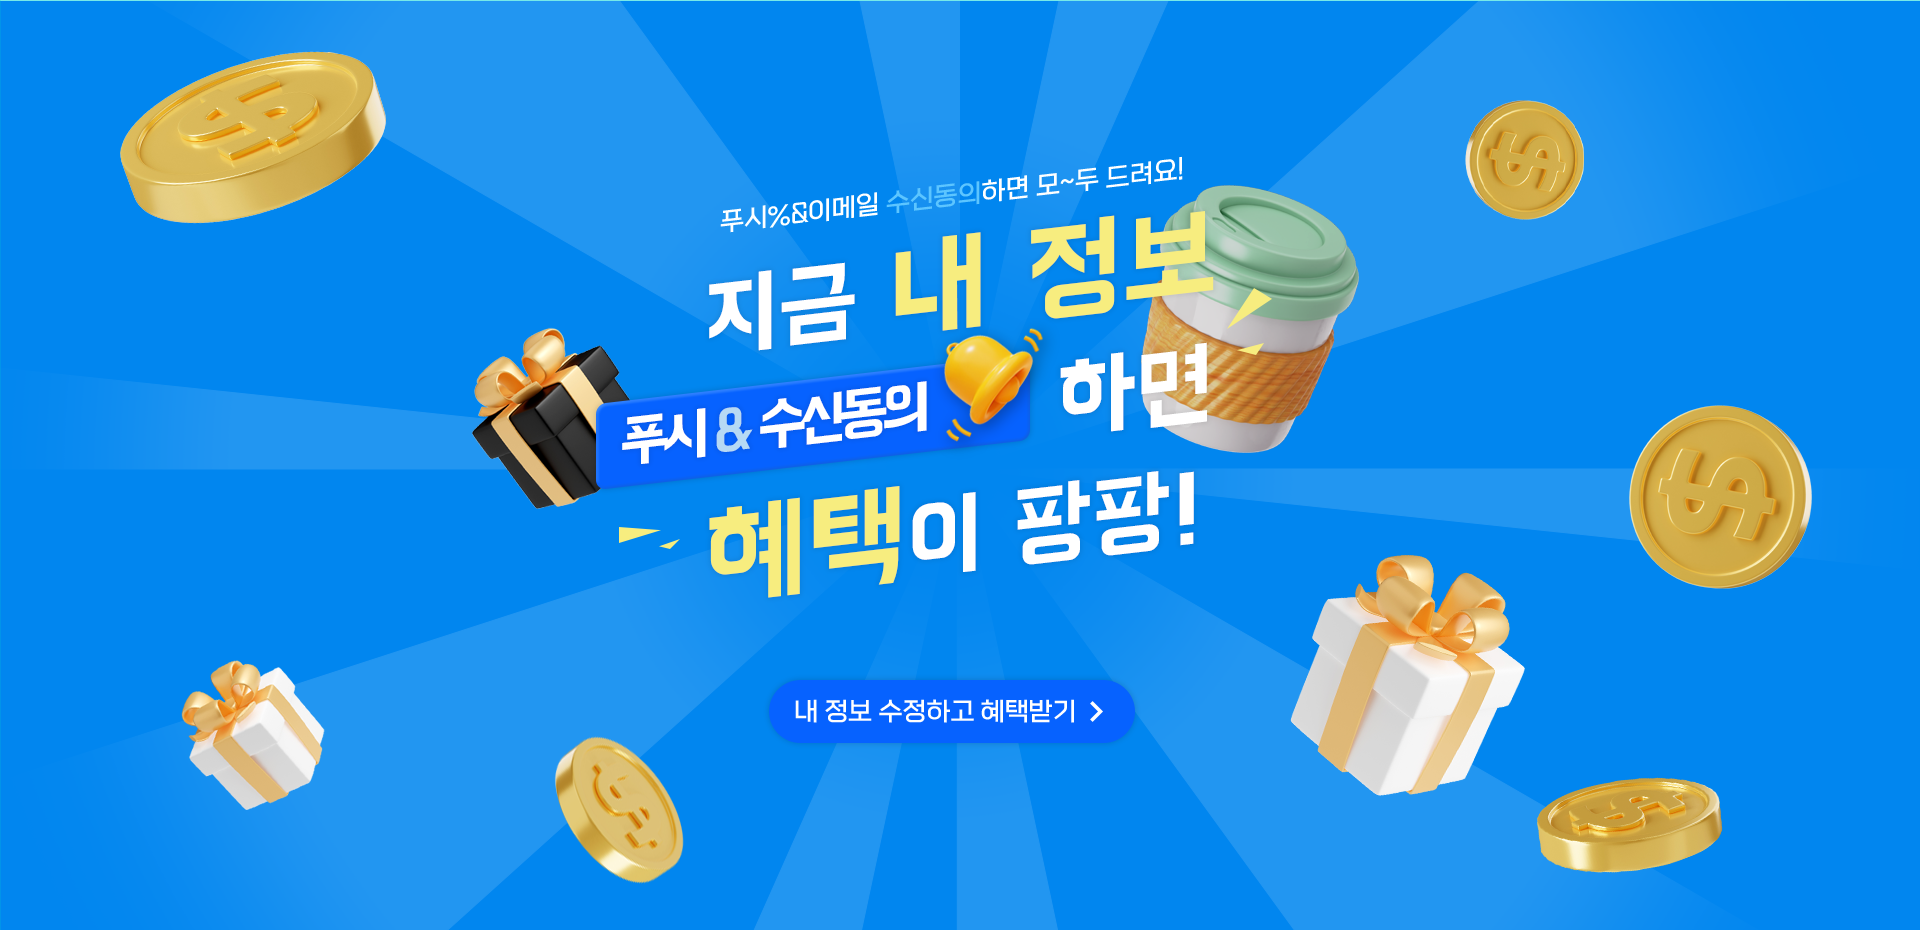 푸시%&이메일 수신동의하면 모~두 드려요!
지금 내 정보
푸시 & 수신동의 하면
혜택이 팡팡!
내 정보 수정하고 혜택받기 >